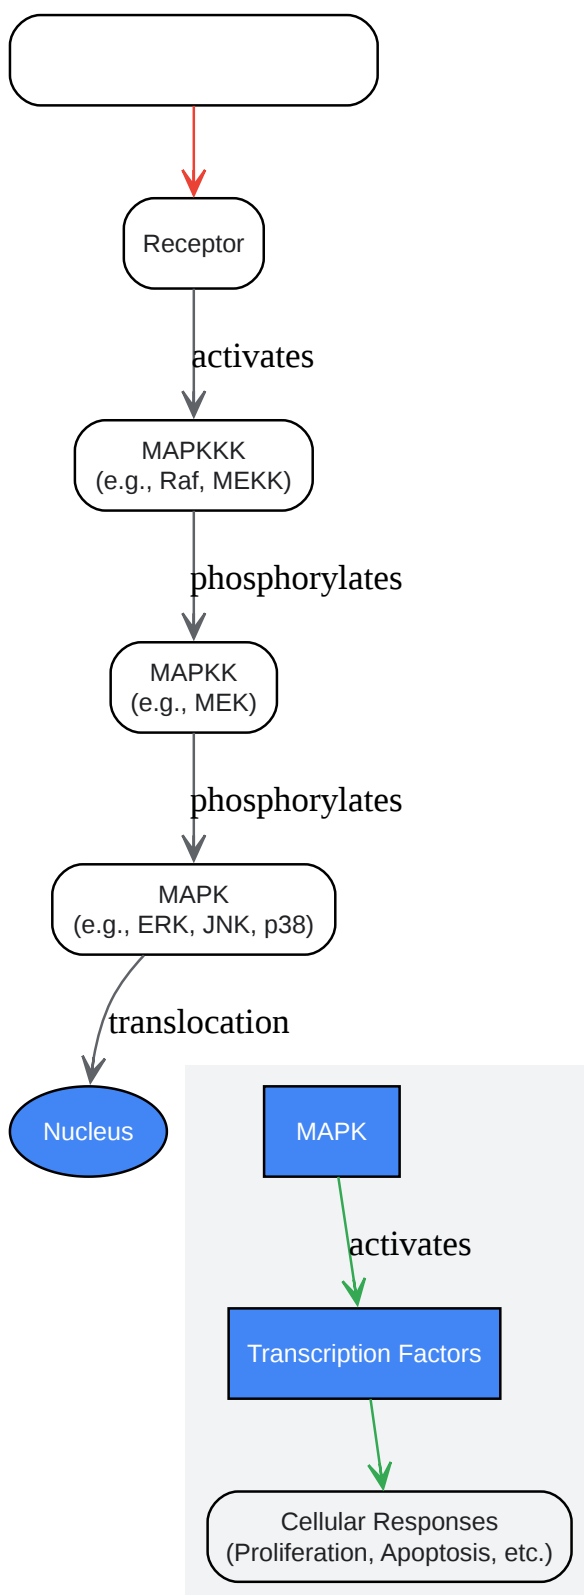 Receptor
activates
MAPKKK
(e.g., Raf, MEKK)
phosphorylates
MAPKK
(e.g., MEK)
phosphorylates
MAPK
(e.g., ERK, JNK, p38)
translocation
Nucleus
MAPK
activates
Transcription Factors
Cellular Responses
(Proliferation, Apoptosis, etc.)